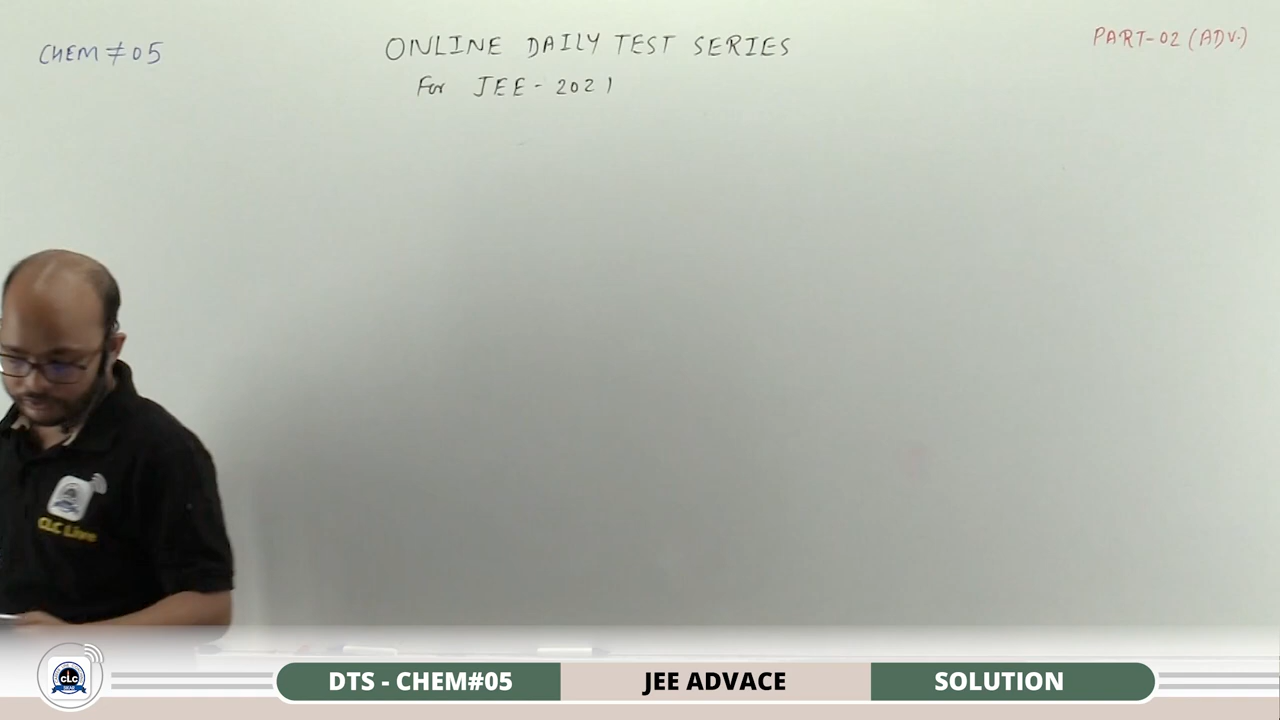 CHEM # 05
ONLINE DAILY TEST SERIES
PART-02 (ADV.)
For JEE - 2021
CLC Live
CLC
DTS - CHEM#05
JEE ADVACE
SOLUTION